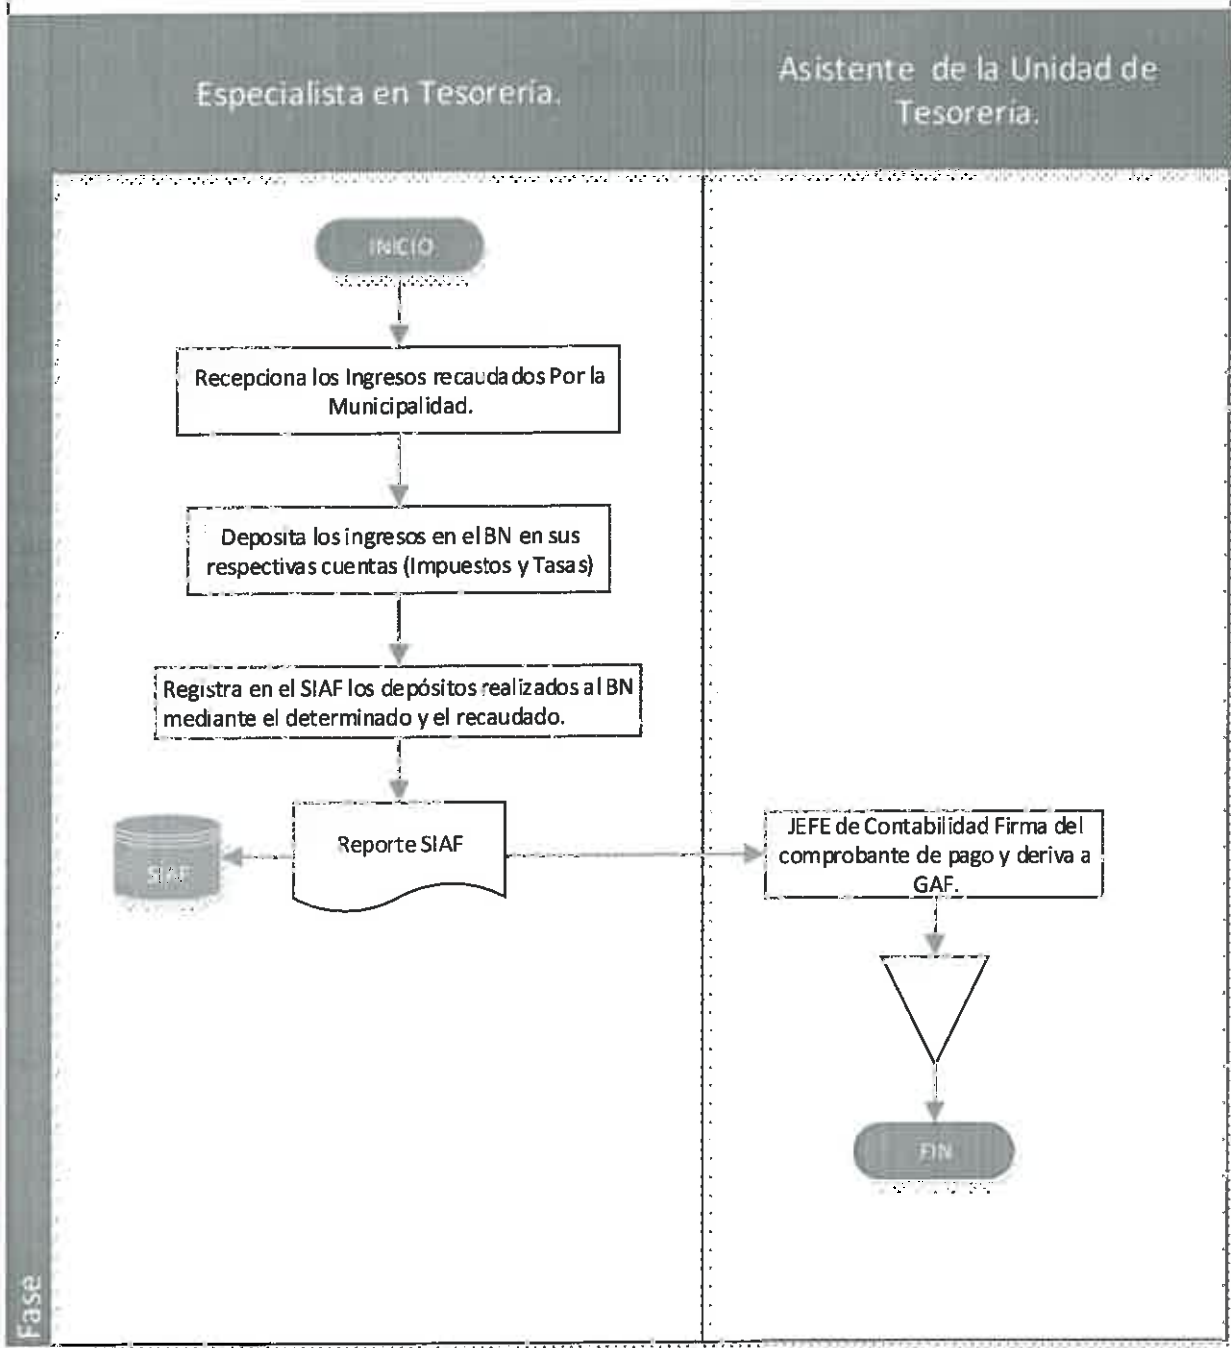 Especialista en Tesorería.
Asistente de la Unidad de
Tesorería.
INICIO
Recepciona los Ingresos recaudados Por la
Municipalidad.
Deposita los ingresos en el BN en sus
respectivas cuentas (Impuestos y Tasas)
Registra en el SIAF los depósitos realizados al BN
mediante el determinado y el recaudado.
Reporte SIAF
SIAF
JEFE de Contabilidad Firma del
comprobante de pago y deriva a
GAF.
FIN
Fase